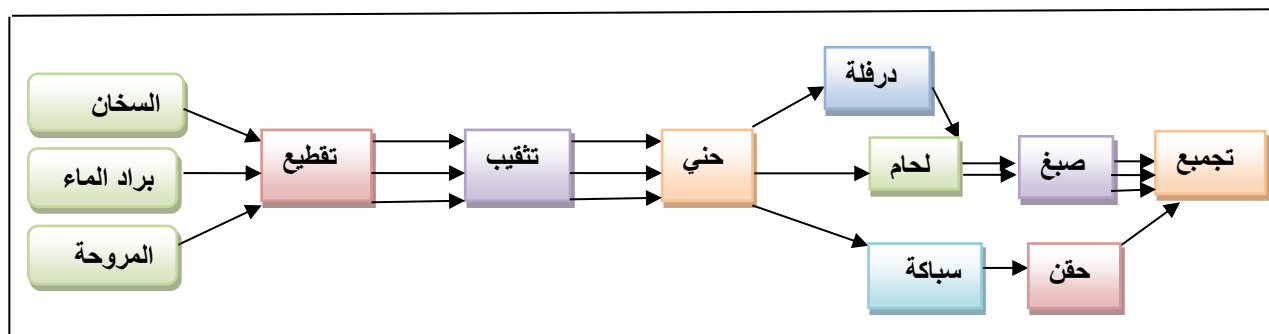 السخان
براد الماء
المروحة
تقطيع
تثقيب
حني
درفلة
لحام
سباكة
صبغ
حقن
تجمبع